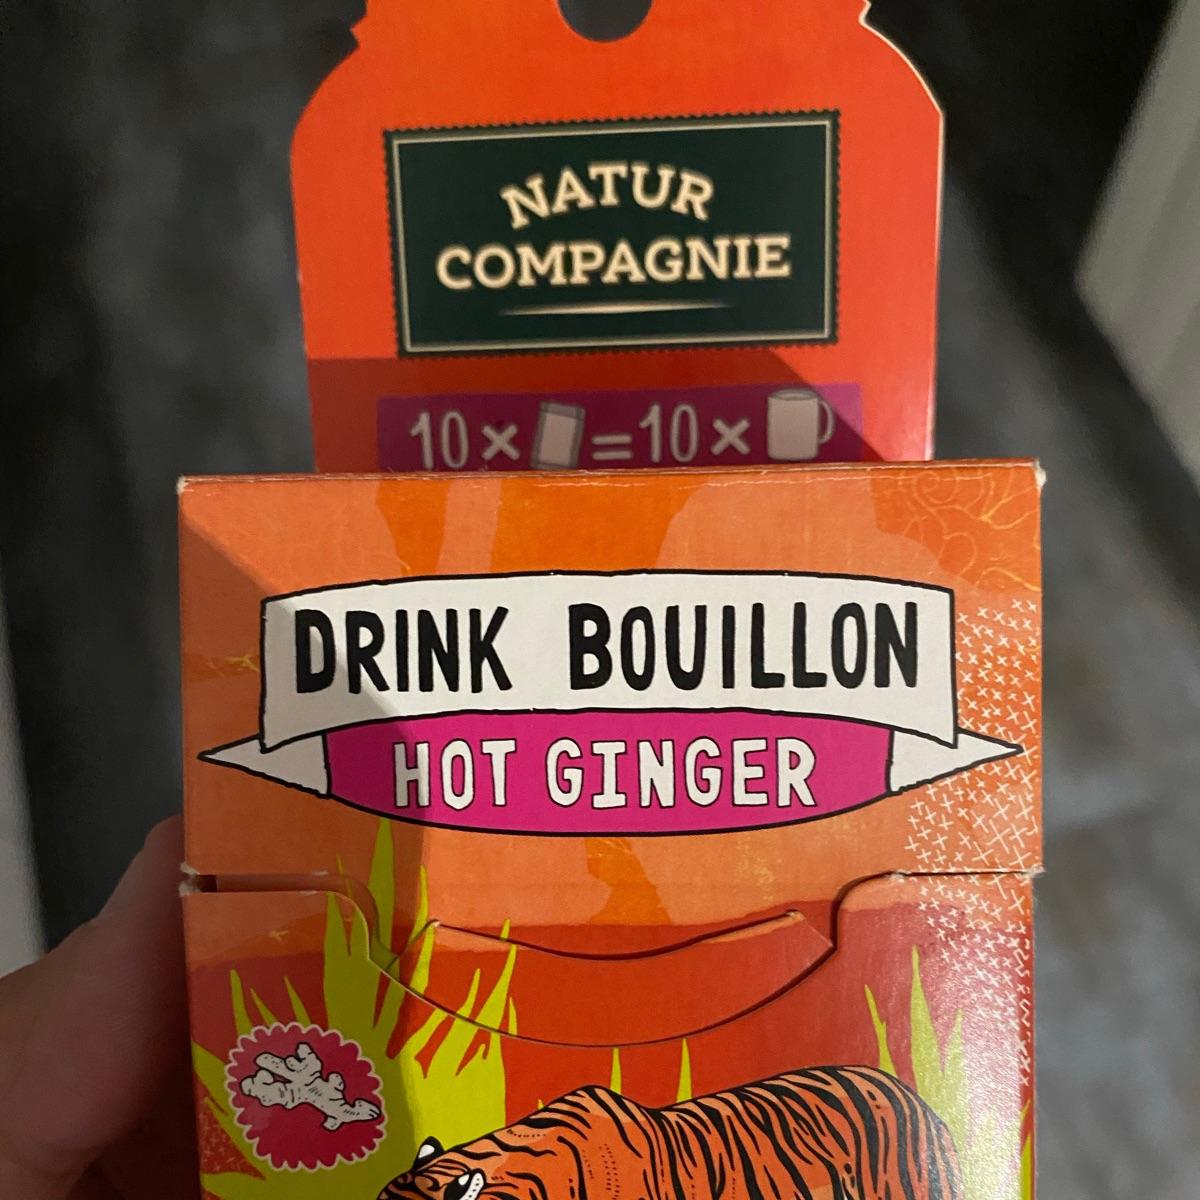 NATUR
COMPAGNIE
10 × = 10 ×
DRINK BOUILLON
HOT GINGER